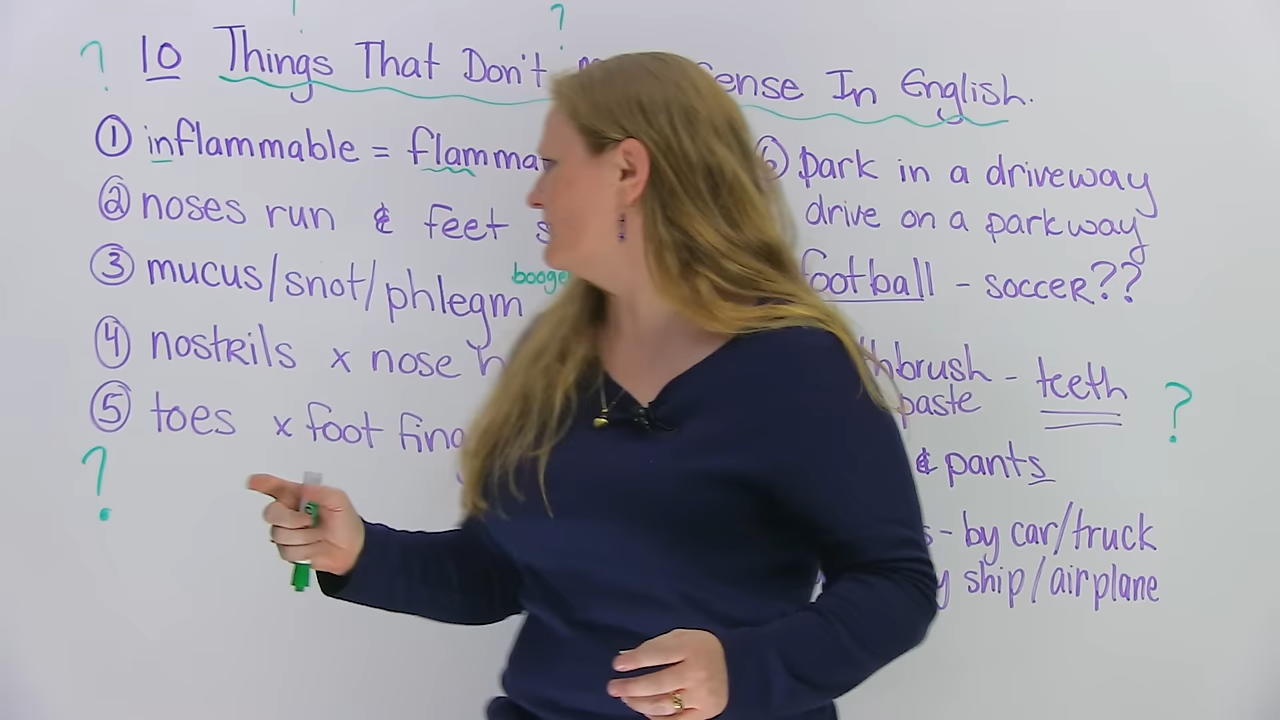 ? 10 Things That Don't Sense In English.
① inflammable = flamma
② noses run & feet s
③ mucus/snot/phlegm booge
④ nostrils x nose h
⑤ toes x foot fing
⑥ park in a driveway
drive on a parkway
football - soccer??
hbrush - teeth
paste
& pants
s - by car/truck
y ship/airplane